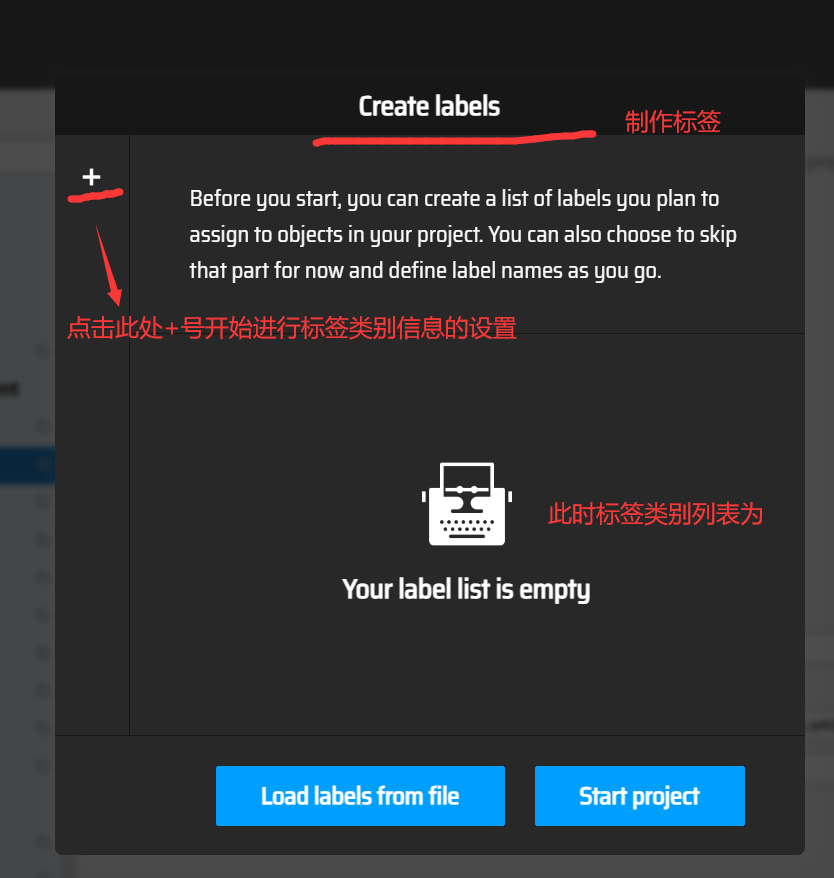 Create labels
制作标签
+
Before you start, you can create a list of labels you plan to
assign to objects in your project. You can also choose to skip
that part for now and define label names as you go.
点击此处+号开始进行标签类别信息的设置
此时标签类别列表为
Your label list is empty
Load labels from file
Start project